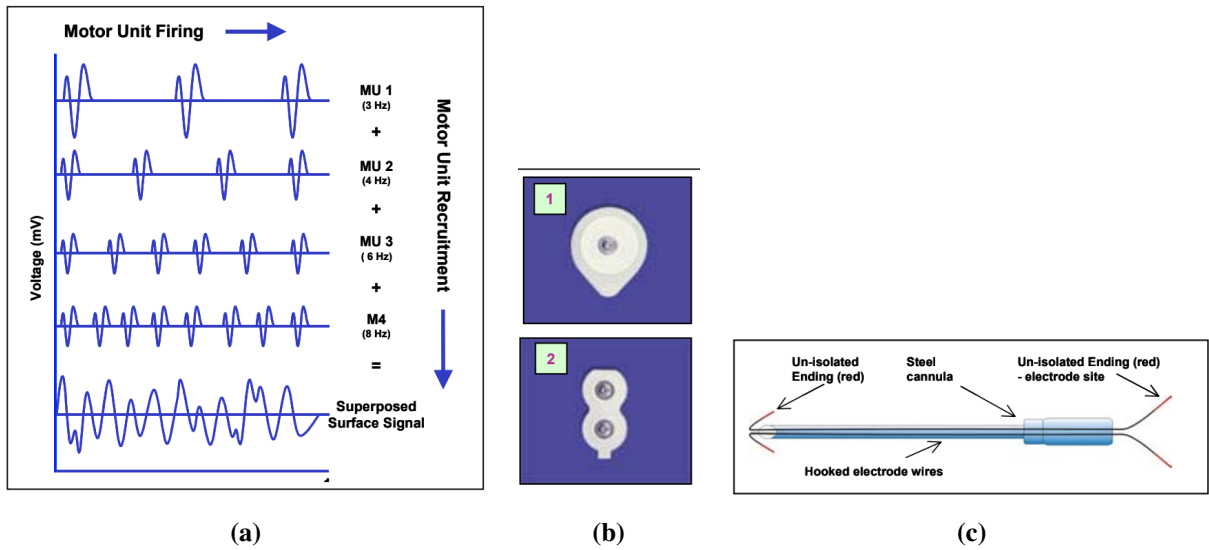 Motor Unit Firing
Voltage (mV)
MU 1
(3 Hz)
+
MU 2
(4 Hz)
+
MU 3
( 6 Hz)
+
M4
(8 Hz)
=
Superposed
Surface Signal
Motor Unit Recruitment
(a)
1
2
(b)
Un-isolated
Ending (red)
Steel
cannula
Un-isolated Ending (red)
- electrode site
Hooked electrode wires
(c)